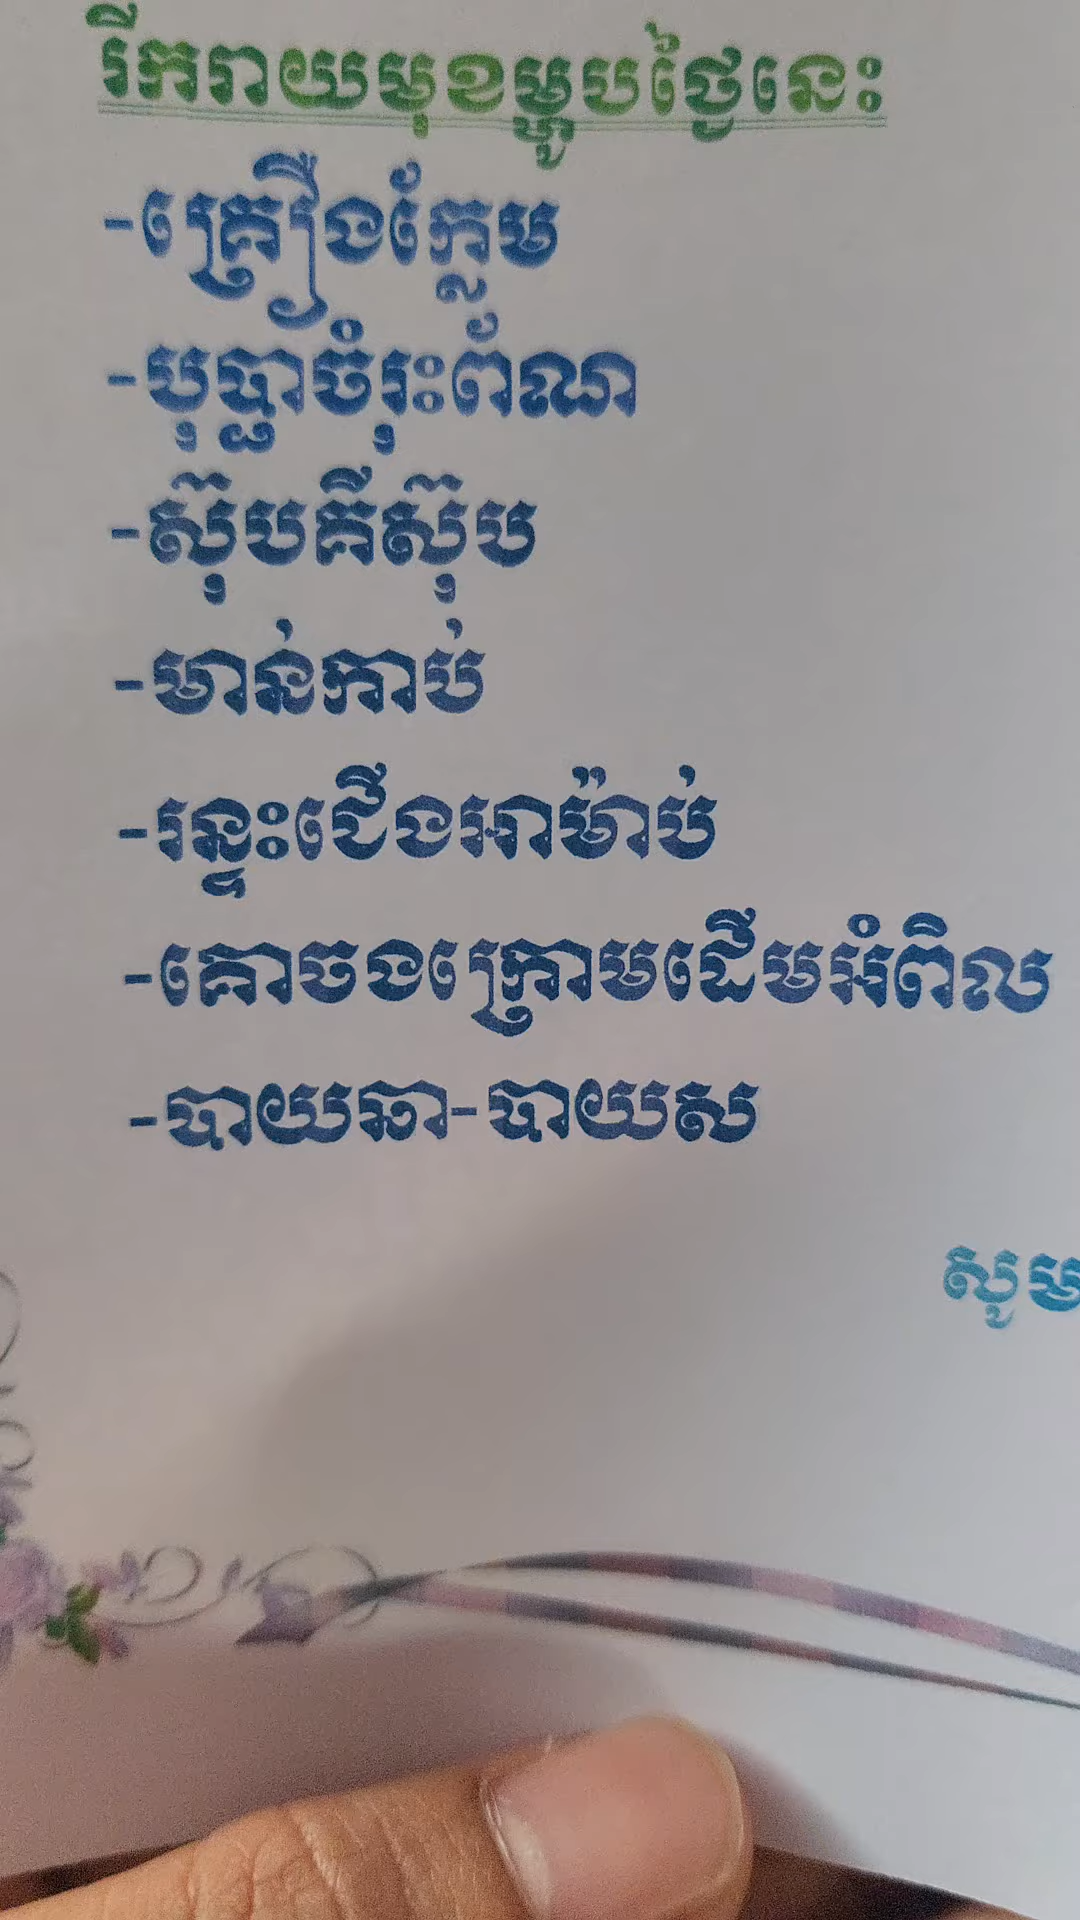 រីករាយមុខម្ហូបថ្ងៃនេះ
-គ្រឿងក្លែម
-បុប្ផាចំរុះព័ណ
-ស៊ុបគីស៊ុប
-មាន់កាប់
-រន្ទះជើងអាម៉ាប់
-គោចងក្រោមដើមអំពិល
-បាយឆា-បាយស
សូម